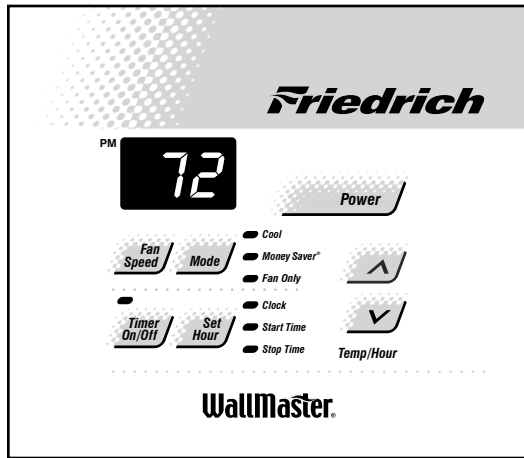 Friedrich
PM
72
Power
Cool
Fan
Speed
Mode
Money Saver®
Fan Only
Clock
Timer
On/Off
Set
Hour
Start Time
Stop Time
Temp/Hour
WallMaster®